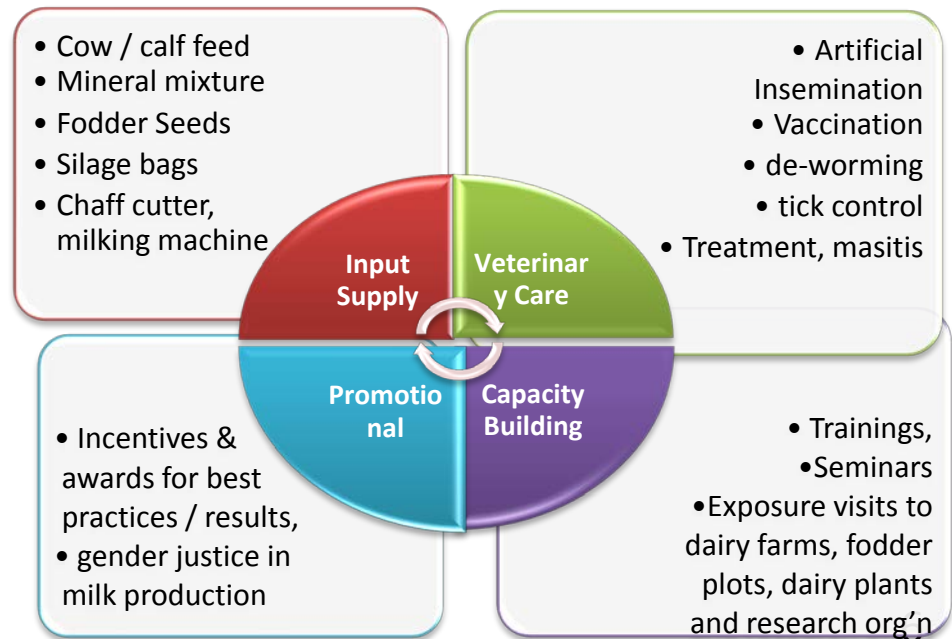 • Cow / calf feed
• Mineral mixture
• Fodder Seeds
• Silage bags
• Chaff cutter,
milking machine
• Artificial
Insemination
• Vaccination
• de-worming
• tick control
• Treatment, masitis
Input
Supply
Veterinar
y Care
Promotio
nal
Capacity
Building
• Incentives &
awards for best
practices / results,
• gender justice in
milk production
• Trainings,
•Seminars
•Exposure visits to
dairy farms, fodder
plots, dairy plants
and research org’n